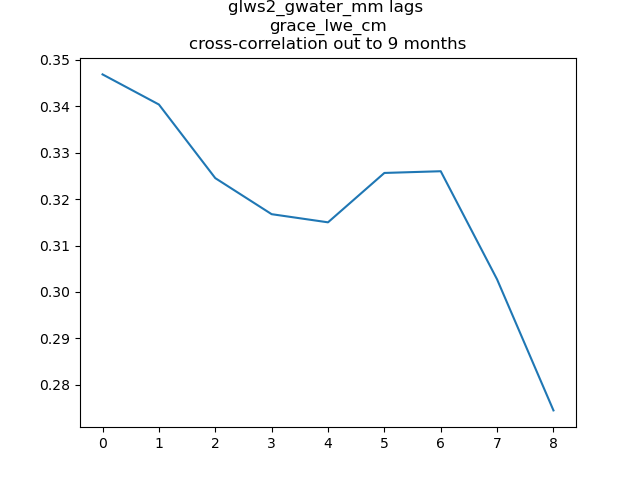 glws2_gwater_mm lags
grace_lwe_cm
cross-correlation out to 9 months
0.35
0.34
0.33
0.32
0.31
0.30
0.29
0.28
0 1 2 3 4 5 6 7 8